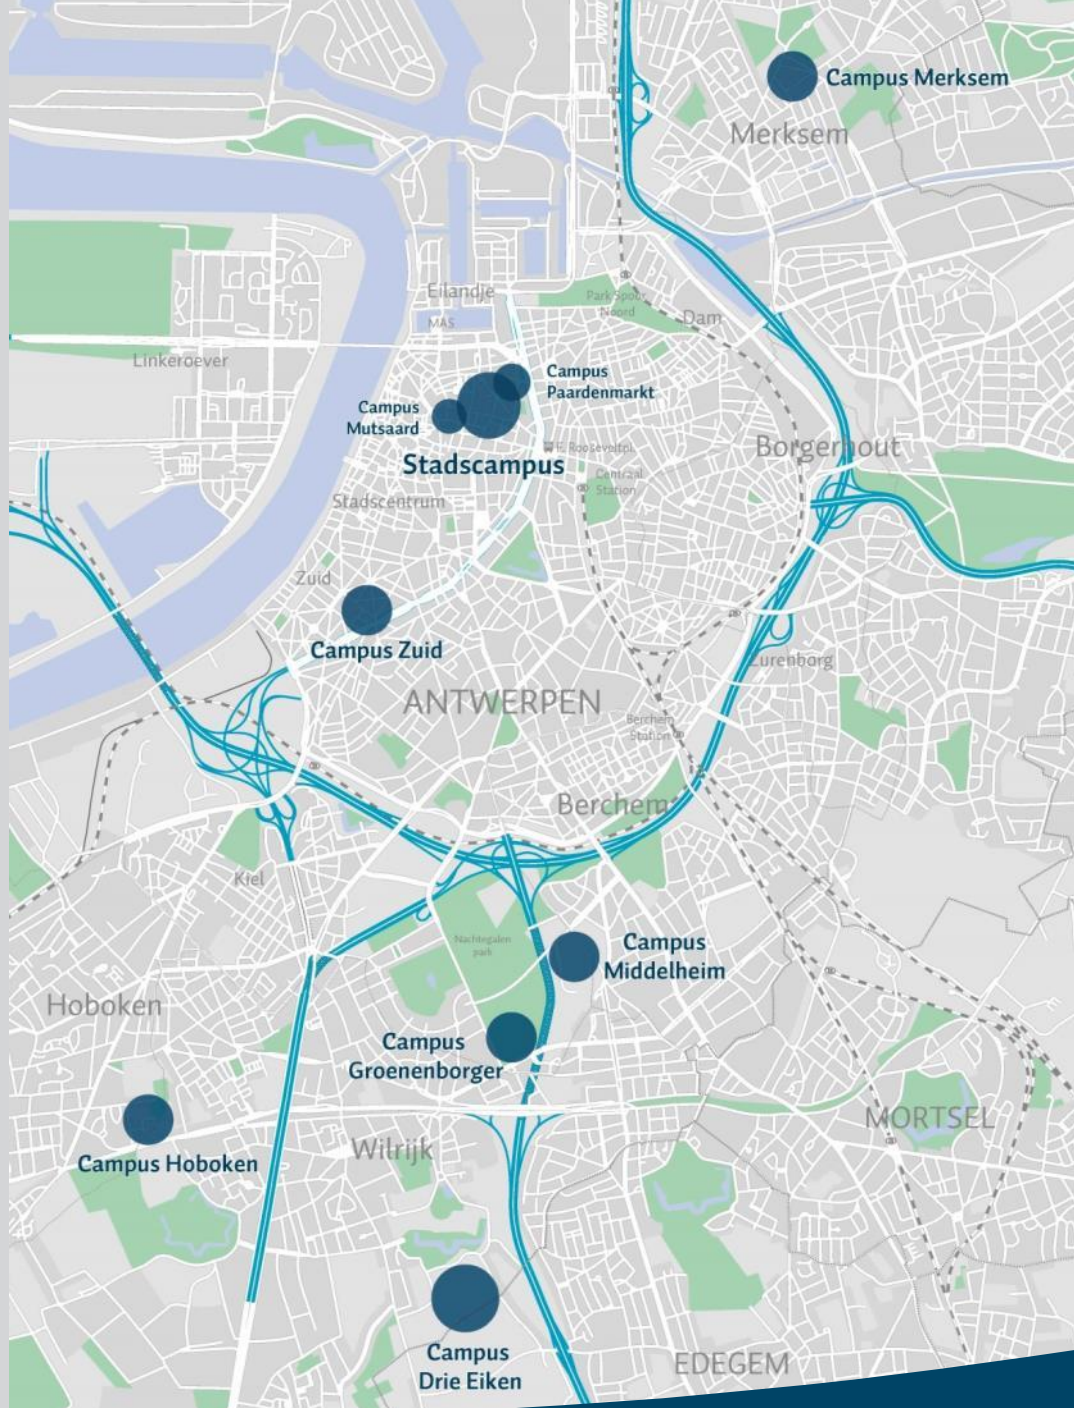 Campus Merksem
Merksem
Eilandje
MAS
Park Spoor
Noord
Dam
Linkeroever
Campus
Paardenmarkt
Campus
Mutsaard
Stadscampus
F. Rooseveltpl.
Borgerhout
Centraal
Station
Stadscentrum
Zuid
Campus Zuid
Zurenborg
ANTWERPEN
Berchem
Station
Berchem
Kiel
Nachtegalen
park
Campus
Middelheim
Hoboken
Campus
Groenenborger
MORTSEL
Wilrijk
Campus Hoboken
Campus
Drie Eiken
EDEGEM